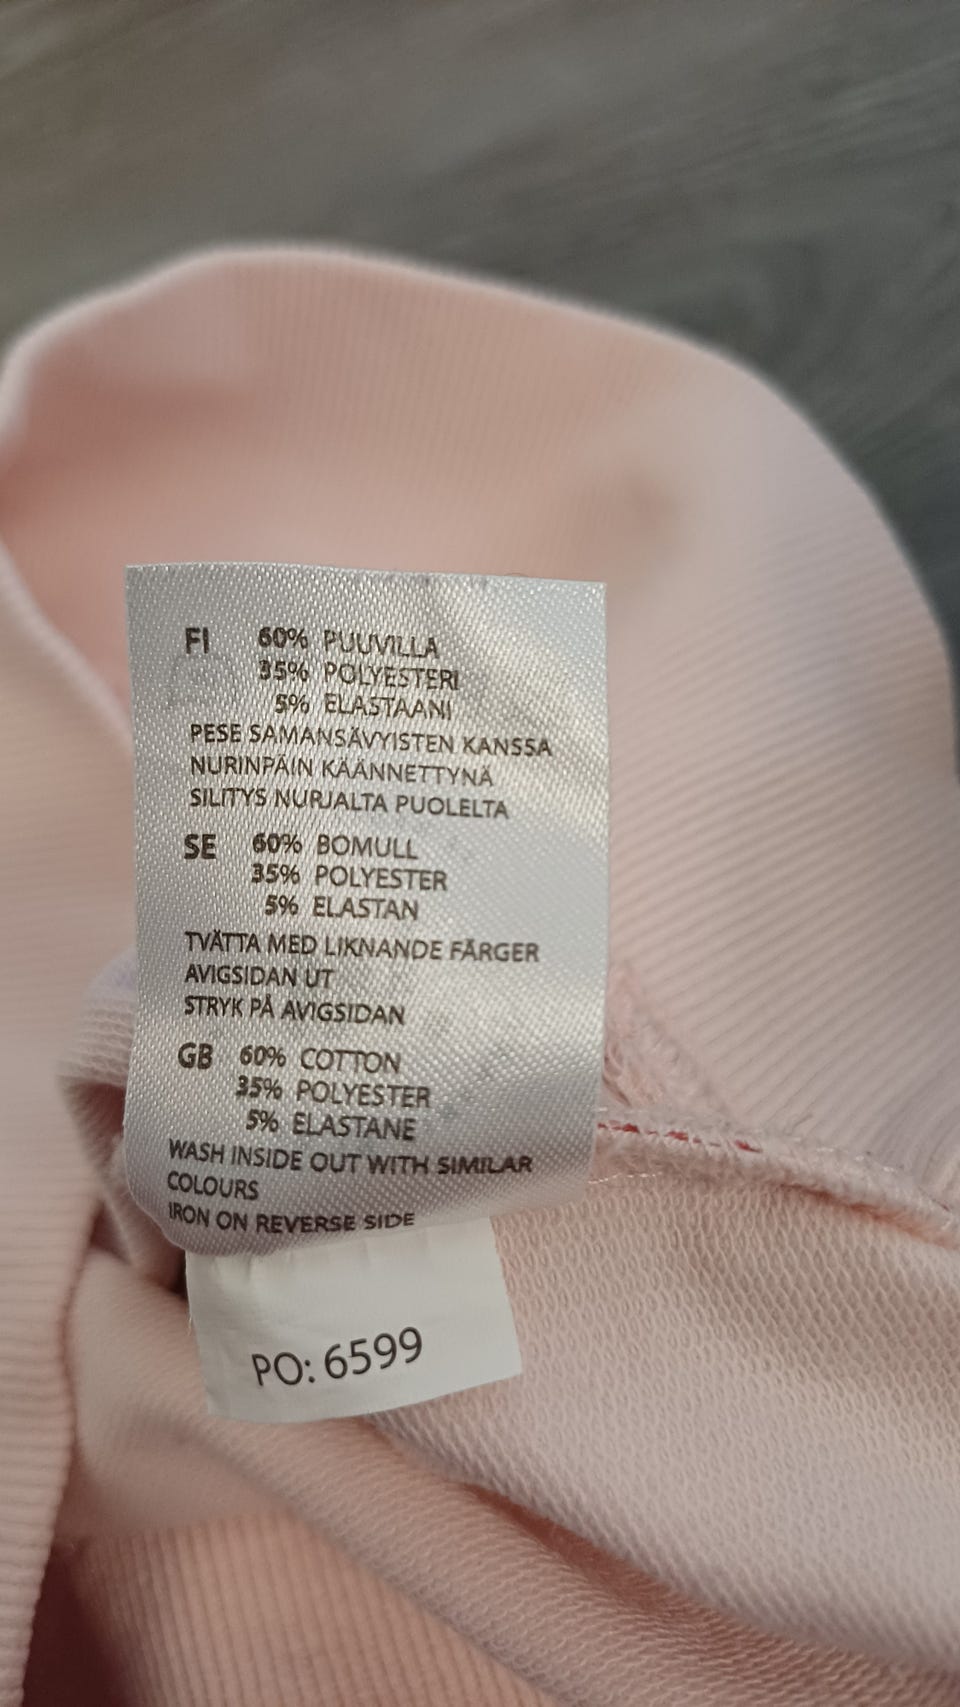 FI 60% PUUVILLA
35% POLYESTERI
5% ELASTAANI
PESE SAMANSÄVYISTEN KANSSA
NURINPÄIN KÄÄNNETTYNÄ
SILITYS NURJALTA PUOLELTA
SE 60% BOMULL
35% POLYESTER
5% ELASTAN
TVÄTTA MED LIKNANDE FÄRGER
AVIGSIDAN UT
STRYK PÅ AVIGSIDAN
GB 60% COTTON
35% POLYESTER
5% ELASTANE
WASH INSIDE OUT WITH SIMILAR
COLOURS
IRON ON REVERSE SIDE
PO: 6599